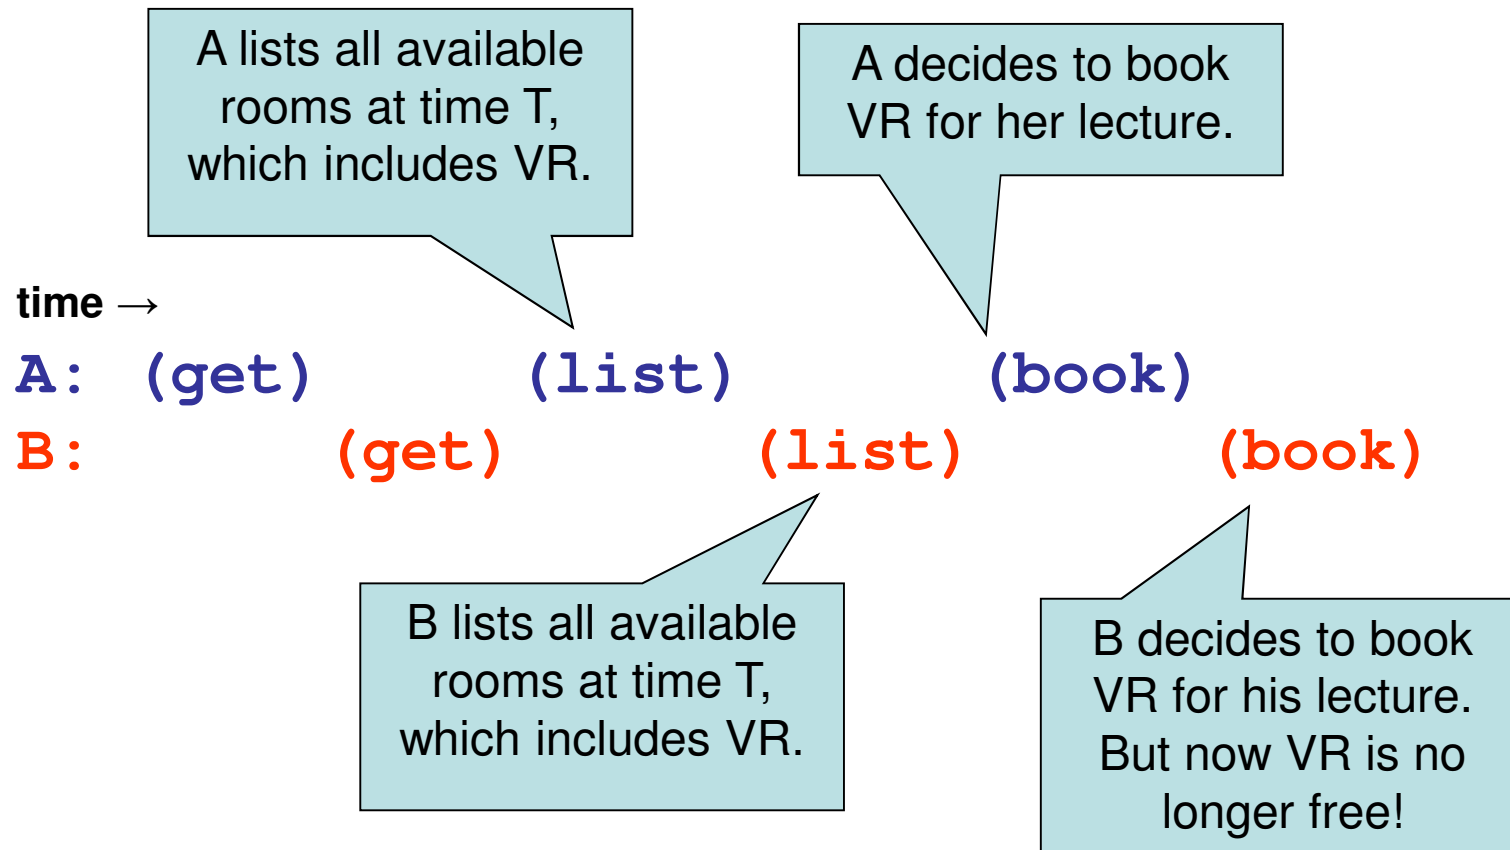 A lists all available
rooms at time T,
which includes VR.
A decides to book
VR for her lecture.
time →
A: (get) (list) (book)
B: (get) (list) (book)
B lists all available
rooms at time T,
which includes VR.
B decides to book
VR for his lecture.
But now VR is no
longer free!